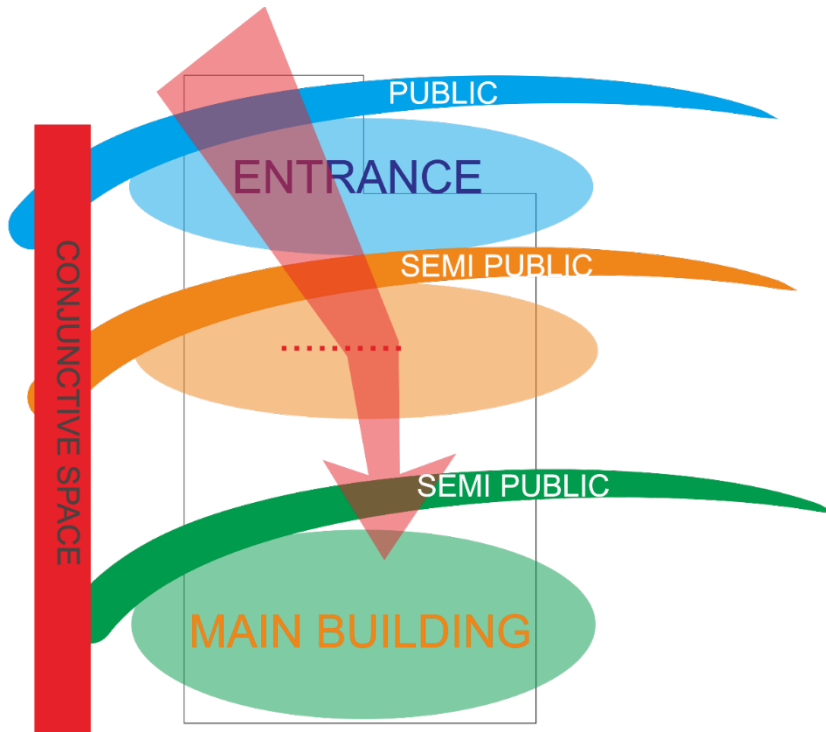 PUBLIC
ENTRANCE
SEMI PUBLIC
CONJUNCTIVE SPACE
SEMI PUBLIC
MAIN BUILDING